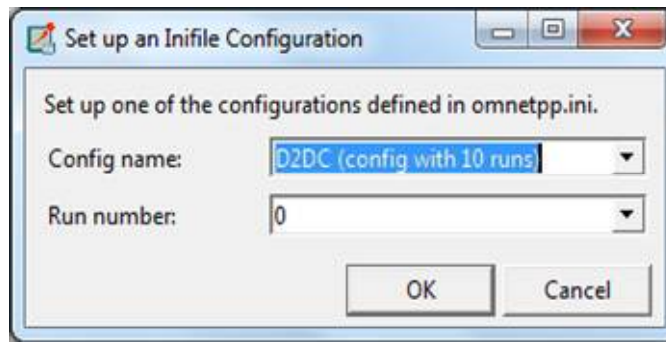 Set up an Inifile Configuration
Set up one of the configurations defined in omnetpp.ini.
Config name: D2DC (config with 10 runs)
Run number: 0
OK Cancel